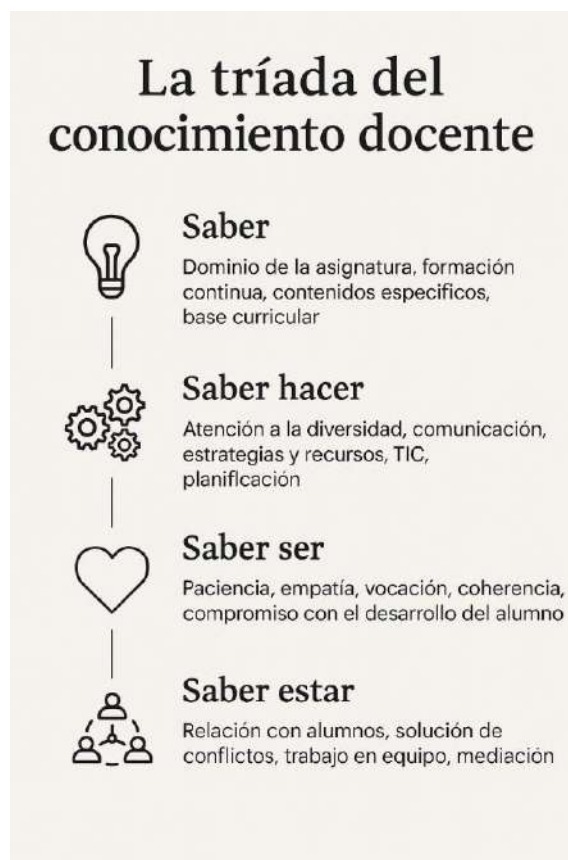 La tríada del
conocimiento docente
Saber
Dominio de la asignatura, formación
continua, contenidos especificos,
base curricular
Saber hacer
Atención a la diversidad, comunicación,
estrategias y recursos, TIC,
planificación
Saber ser
Paciencia, empatía, vocación, coherencia,
compromiso con el desarrollo del alumno
Saber estar
Relación con alumnos, solución de
conflictos, trabajo en equipo, mediación